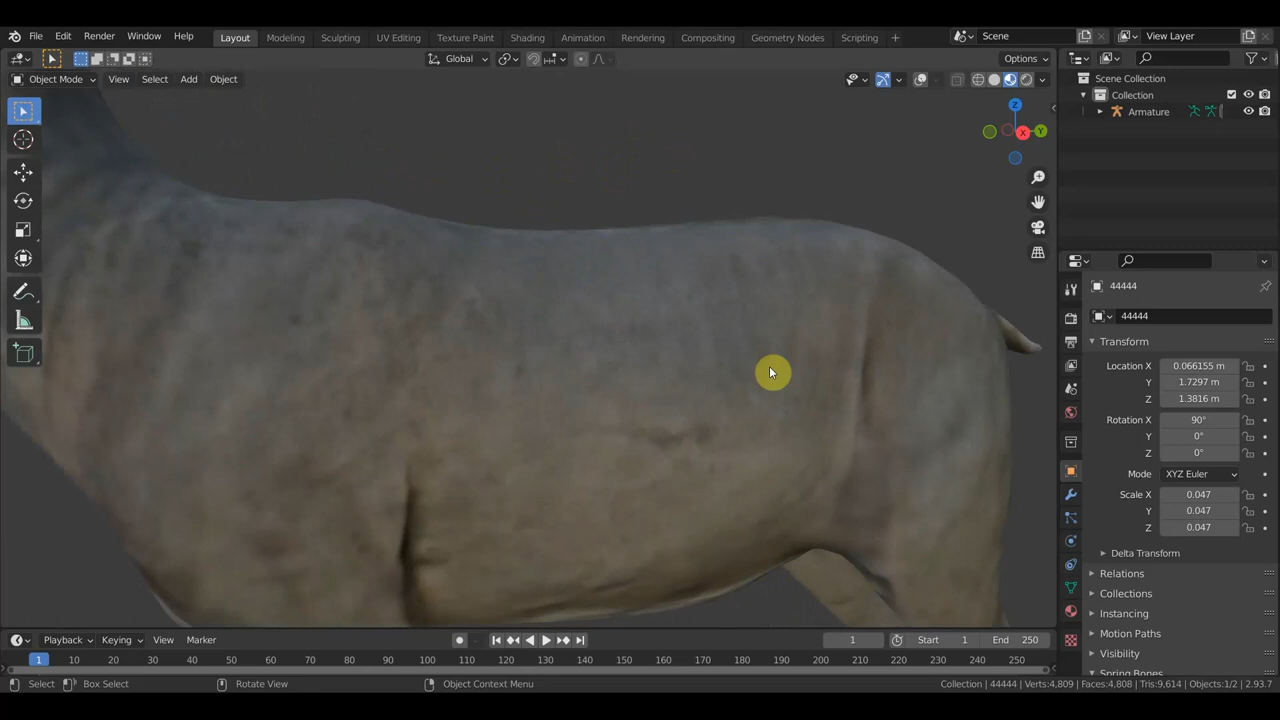 File Edit Render Window Help Layout Modeling Sculpting UV Editing Texture Paint Shading Animation Rendering Compositing Geometry Nodes Scripting + Scene View Layer
Global Options
Object Mode View Select Add Object
Z
X Y
Scene Collection
Collection
Armature
44444
44444
Transform
Location X 0.066155 m
Y 1.7297 m
Z 1.3816 m
Rotation X 90°
Y 0°
Z 0°
Mode XYZ Euler
Scale X 0.047
Y 0.047
Z 0.047
Delta Transform
Relations
Collections
Instancing
Motion Paths
Visibility
Spring Bones
Playback Keying View Marker 1 Start 1 End 250
1 10 20 30 40 50 60 70 80 90 100 110 120 130 140 150 160 170 180 190 200 210 220 230 240 250
Select Box Select Rotate View Object Context Menu Collection | 44444 | Verts:4,809 | Faces:4,808 | Tris:9,614 | Objects:1/2 | 2.93.7